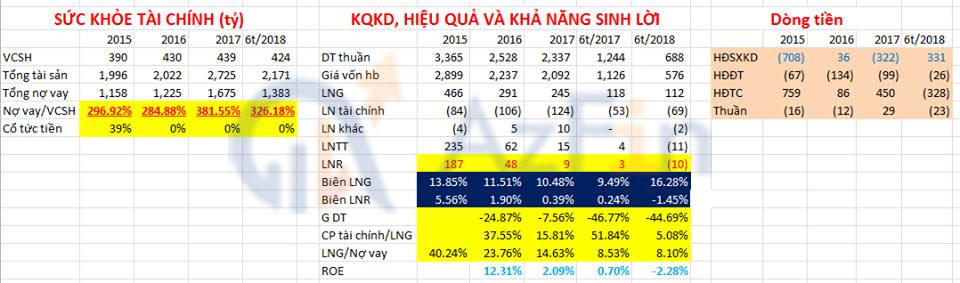 SỨC KHỎE TÀI CHÍNH (tỷ)
2015 2016 2017 6t/2018
VCSH 390 430 439 424
Tổng tài sản 1,996 2,022 2,725 2,171
Tổng nợ vay 1,158 1,225 1,675 1,383
Nợ vay/VCSH 296.92% 284.88% 381.55% 326.18%
Cổ tức tiền 39% 0% 0% 0%
KQKD, HIỆU QUẢ VÀ KHẢ NĂNG SINH LỜI
2015 2016 2017 6t/2017 6t/2018
DT thuần 3,365 2,528 2,337 1,244 688
Giá vốn hb 2,899 2,237 2,092 1,126 576
LNG 466 291 245 118 112
LN tài chính (84) (106) (124) (53) (69)
LN khác (4) 5 10 - (2)
LNTT 235 62 15 4 (11)
LNR 187 48 9 3 (10)
Biên LNG 13.85% 11.51% 10.48% 9.49% 16.28%
Biên LNR 5.56% 1.90% 0.39% 0.24% -1.45%
G DT -24.87% -7.56% -46.77% -44.69%
CP tài chính/LNG 37.55% 15.81% 51.84% 5.08%
LNG/Nợ vay 40.24% 23.76% 14.63% 8.53% 8.10%
ROE 12.31% 2.09% 0.70% -2.28%
Dòng tiền
2015 2016 2017 6t/2018
HĐSXKD (708) 36 (322) 331
HĐĐT (67) (134) (99) (26)
HĐTC 759 86 450 (328)
Thuần (16) (12) 29 (23)
AzFin